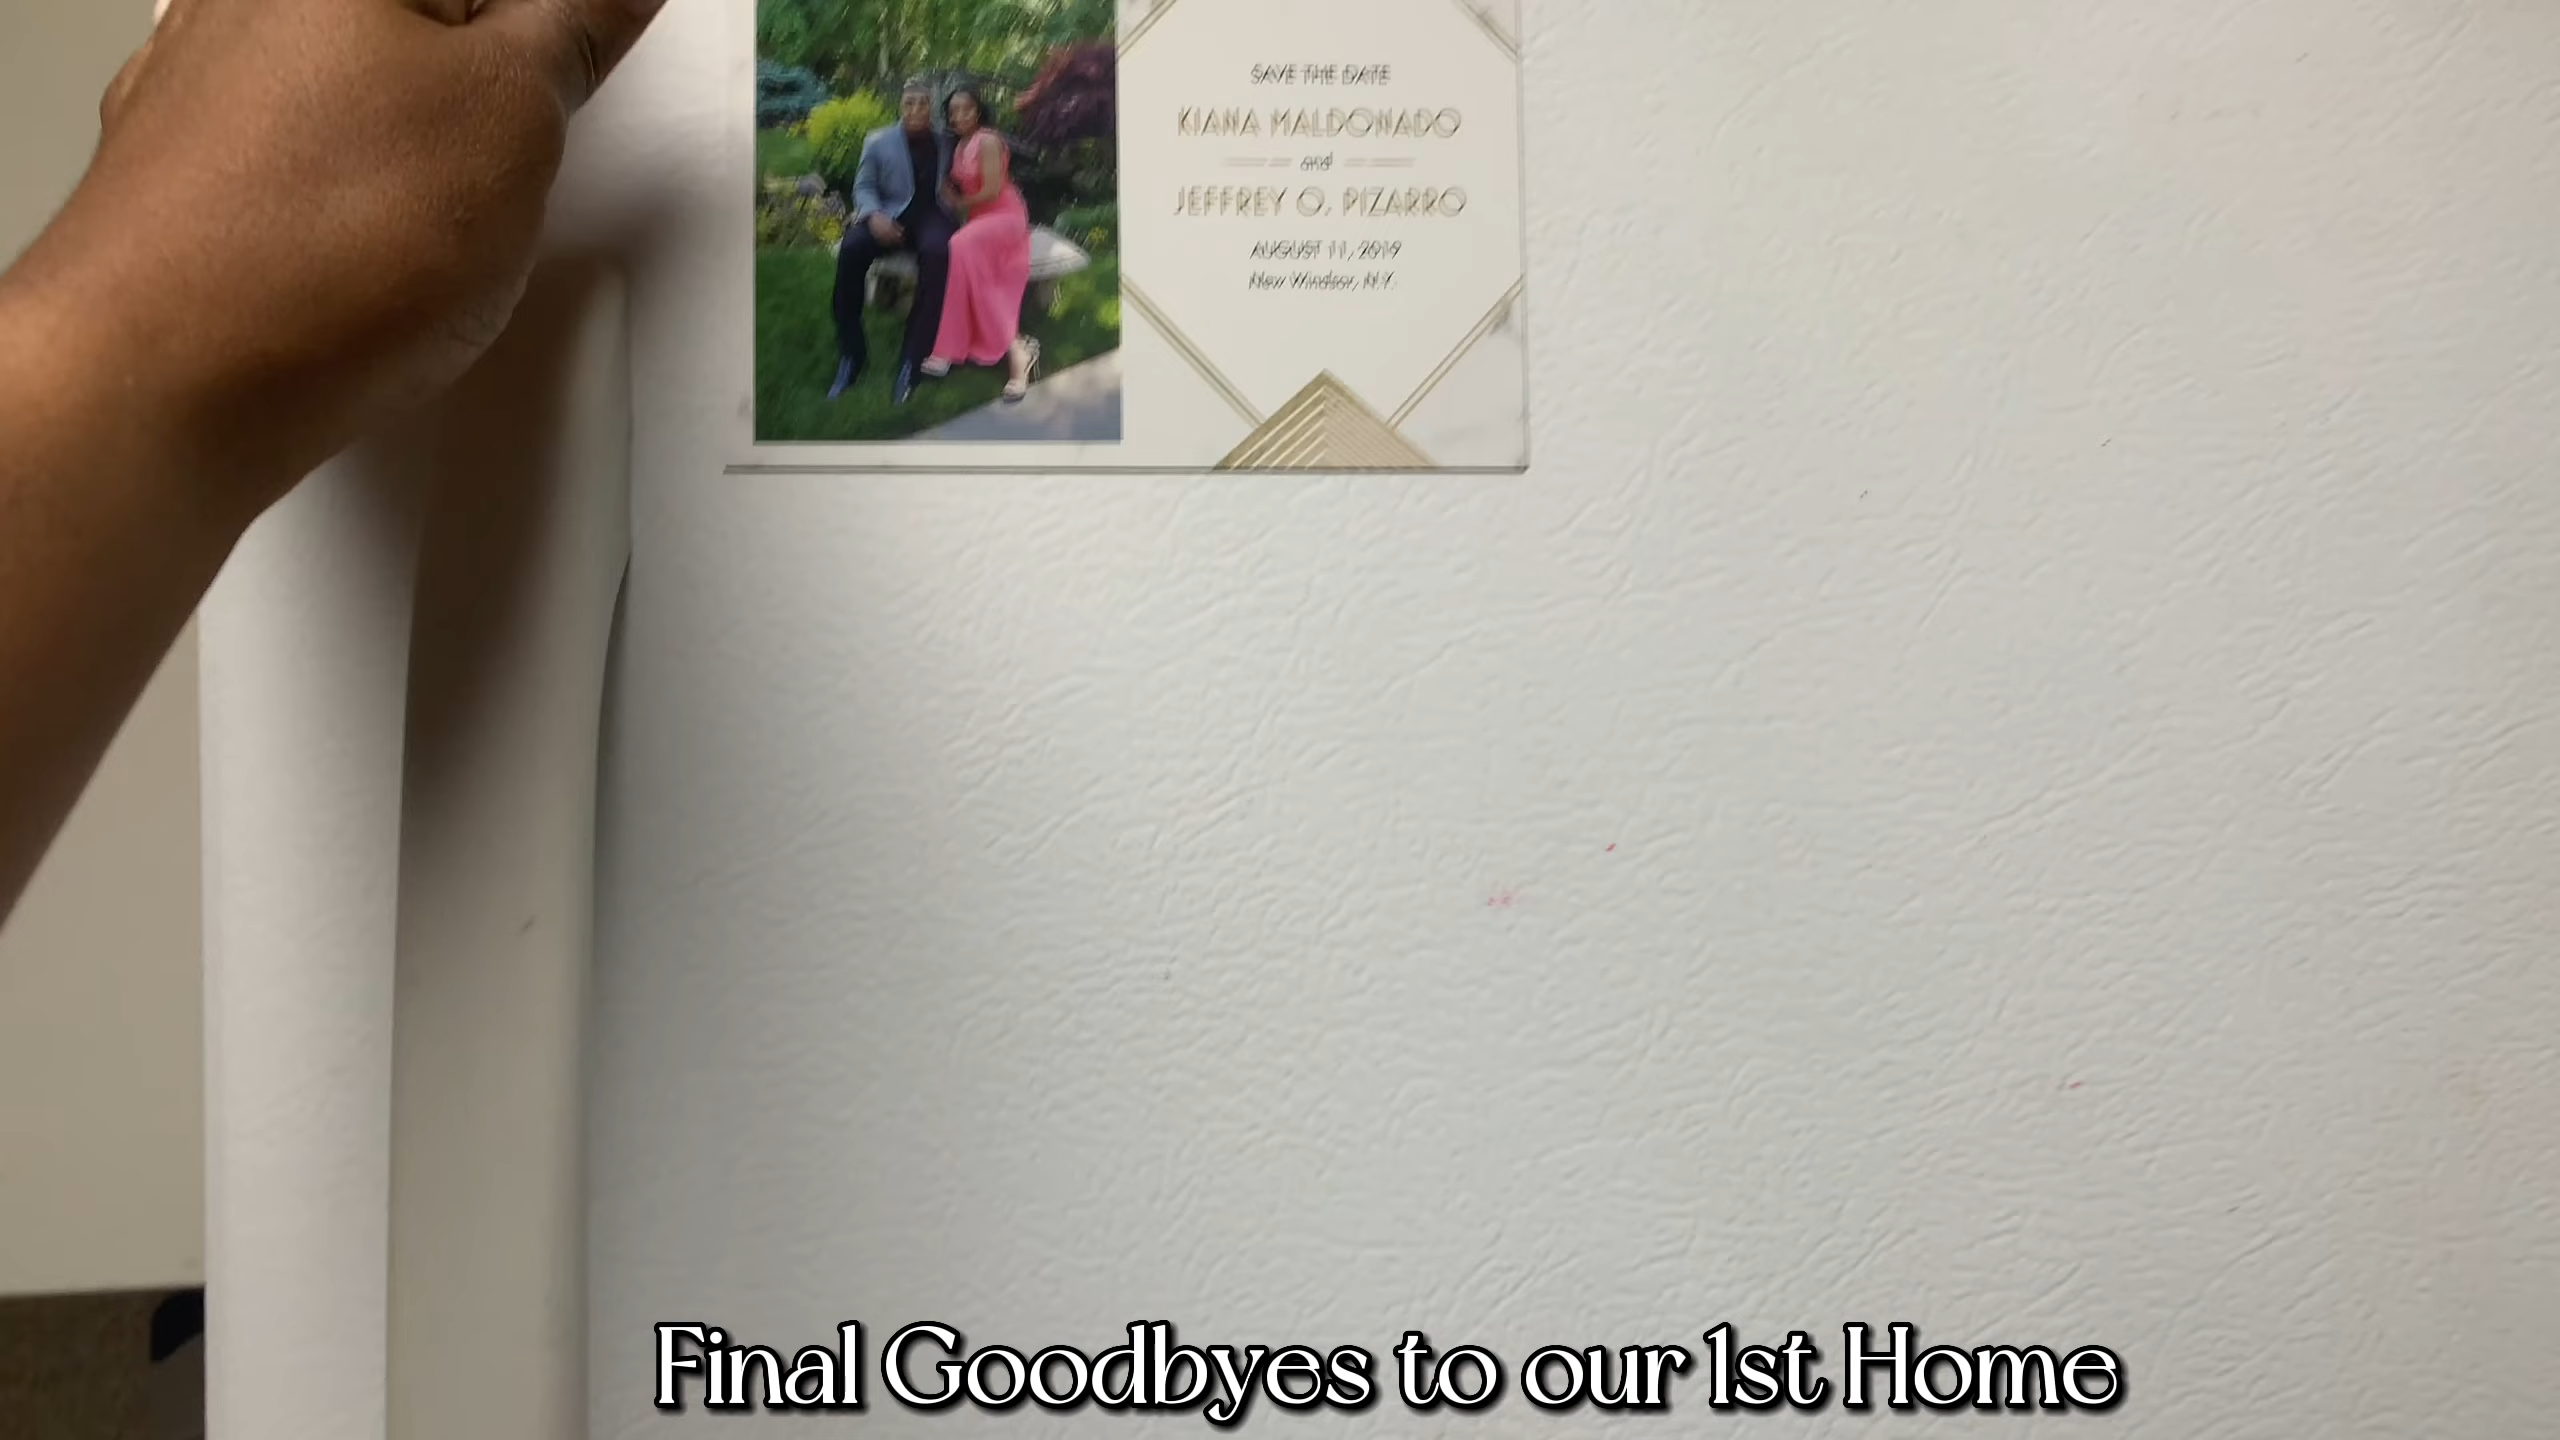 SAVE THE DATE
KIANA MALDONADO
and
JEFFREY O. PIZARRO
AUGUST 11, 2019
New Windsor, N.Y.
Final Goodbyes to our 1st Home